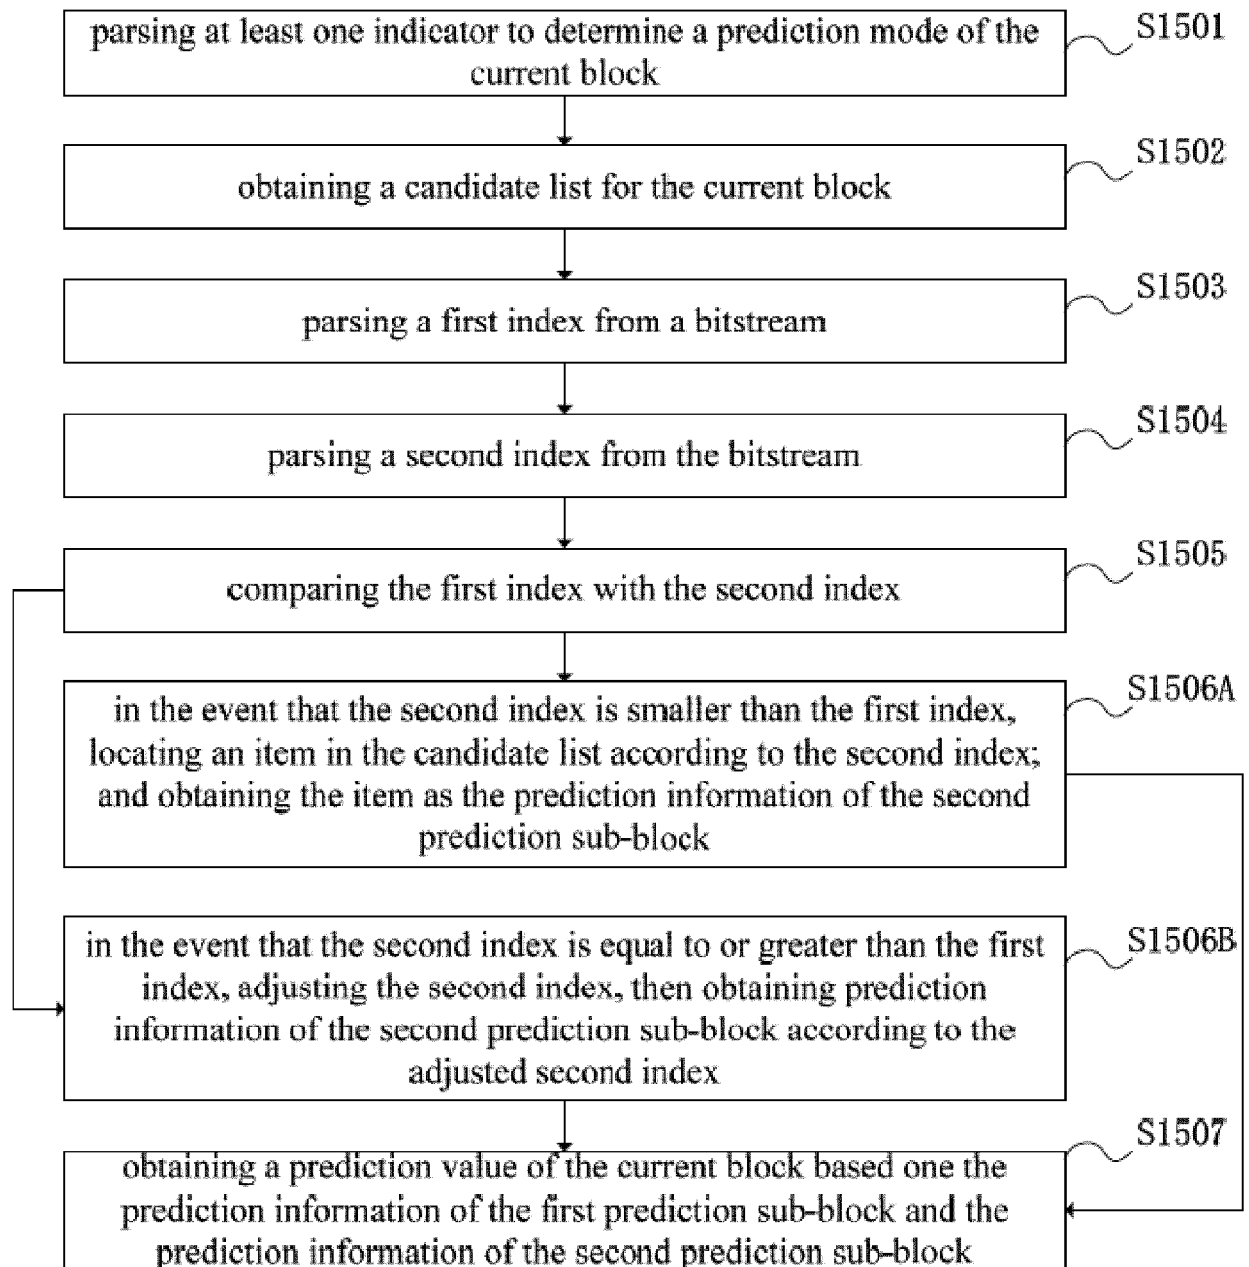 parsing at least one indicator to determine a prediction mode of the
current block
S1501
obtaining a candidate list for the current block
S1502
parsing a first index from a bitstream
S1503
parsing a second index from the bitstream
S1504
comparing the first index with the second index
S1505
in the event that the second index is smaller than the first index,
locating an item in the candidate list according to the second index;
and obtaining the item as the prediction information of the second
prediction sub-block
S1506A
in the event that the second index is equal to or greater than the first
index, adjusting the second index, then obtaining prediction
information of the second prediction sub-block according to the
adjusted second index
S1506B
obtaining a prediction value of the current block based one the
prediction information of the first prediction sub-block and the
prediction information of the second prediction sub-block
S1507